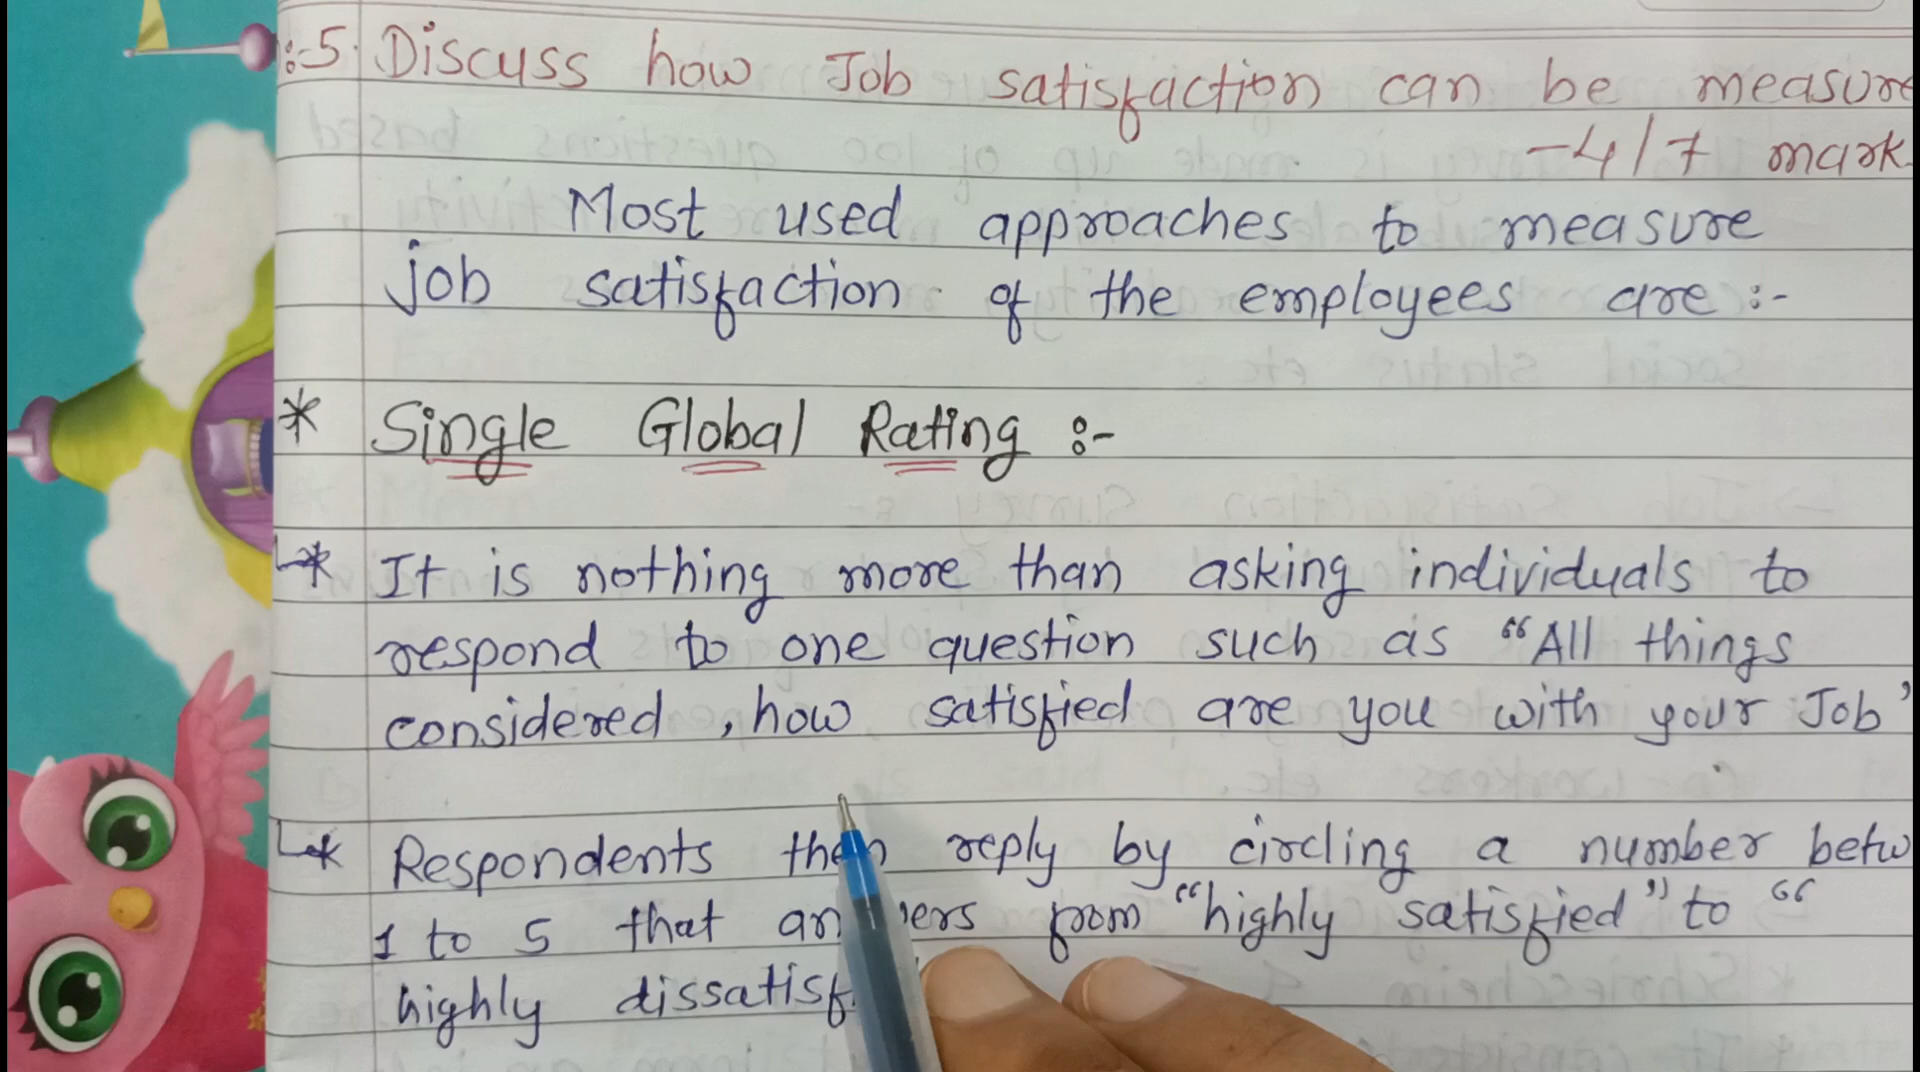 :-5. Discuss how Job satisfaction can be measure
-4/7 mark
Most used approaches to measure
job satisfaction of the employees are :-
* Single Global Rating :-
It is nothing more than asking individuals to
respond to one question such as "All things
considered, how satisfied are you with your Job"
Respondents then reply by circling a number betw
1 to 5 that from "highly satisfied" to "
highly